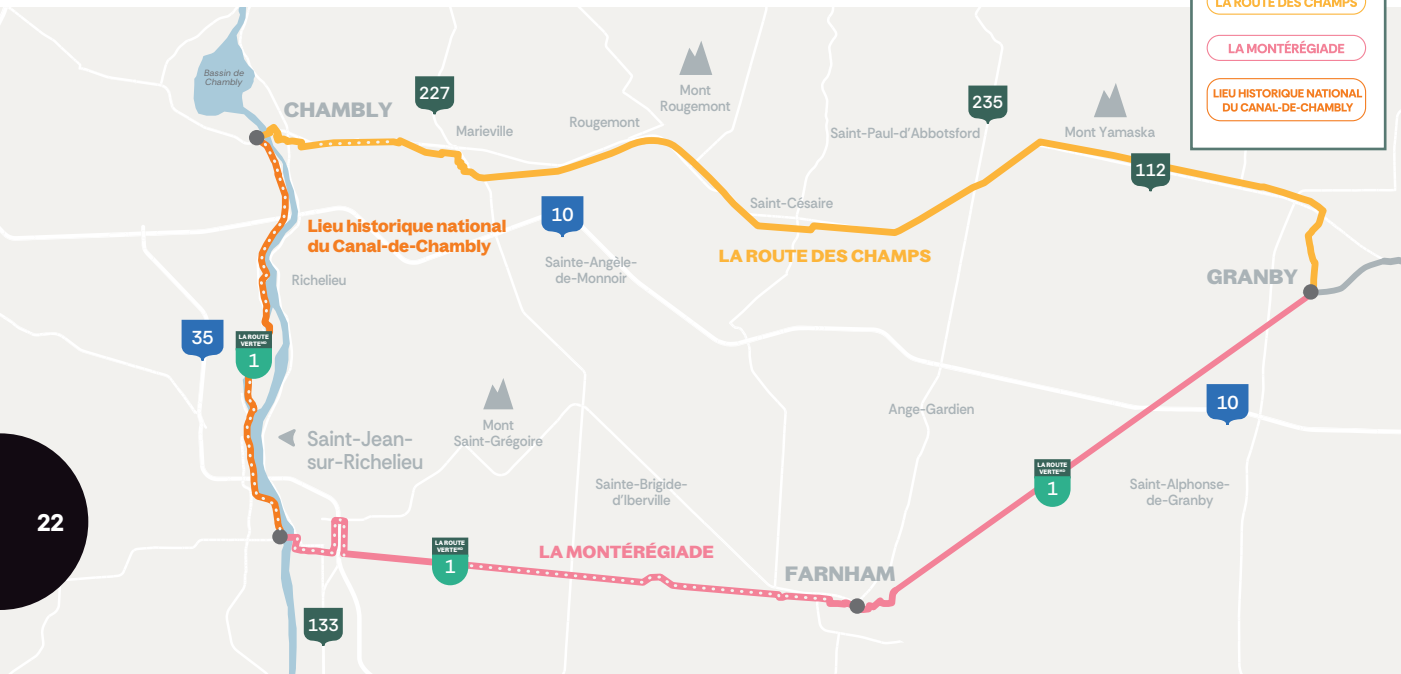 LA ROUTE DES CHAMPS
LA MONTÉRÉGIADE
LIEU HISTORIQUE NATIONAL
DU CANAL-DE-CHAMBLY
Bassin de
Chambly
CHAMBLY
227
Marieville
Rougemont
Mont
Rougemont
235
Saint-Paul-d'Abbotsford
Mont Yamaska
112
Lieu historique national
du Canal-de-Chambly
10
Saint-Césaire
LA ROUTE DES CHAMPS
Sainte-Angèle-
de-Monnoir
Richelieu
GRANBY
35
LA ROUTE
VERTE MD
1
Mont
Saint-Grégoire
Ange-Gardien
10
Saint-Jean-
sur-Richelieu
Sainte-Brigide-
d'Iberville
LA ROUTE
VERTE MD
1
Saint-Alphonse-
de-Granby
22
LA ROUTE
VERTE MD
1
LA MONTÉRÉGIADE
FARNHAM
133